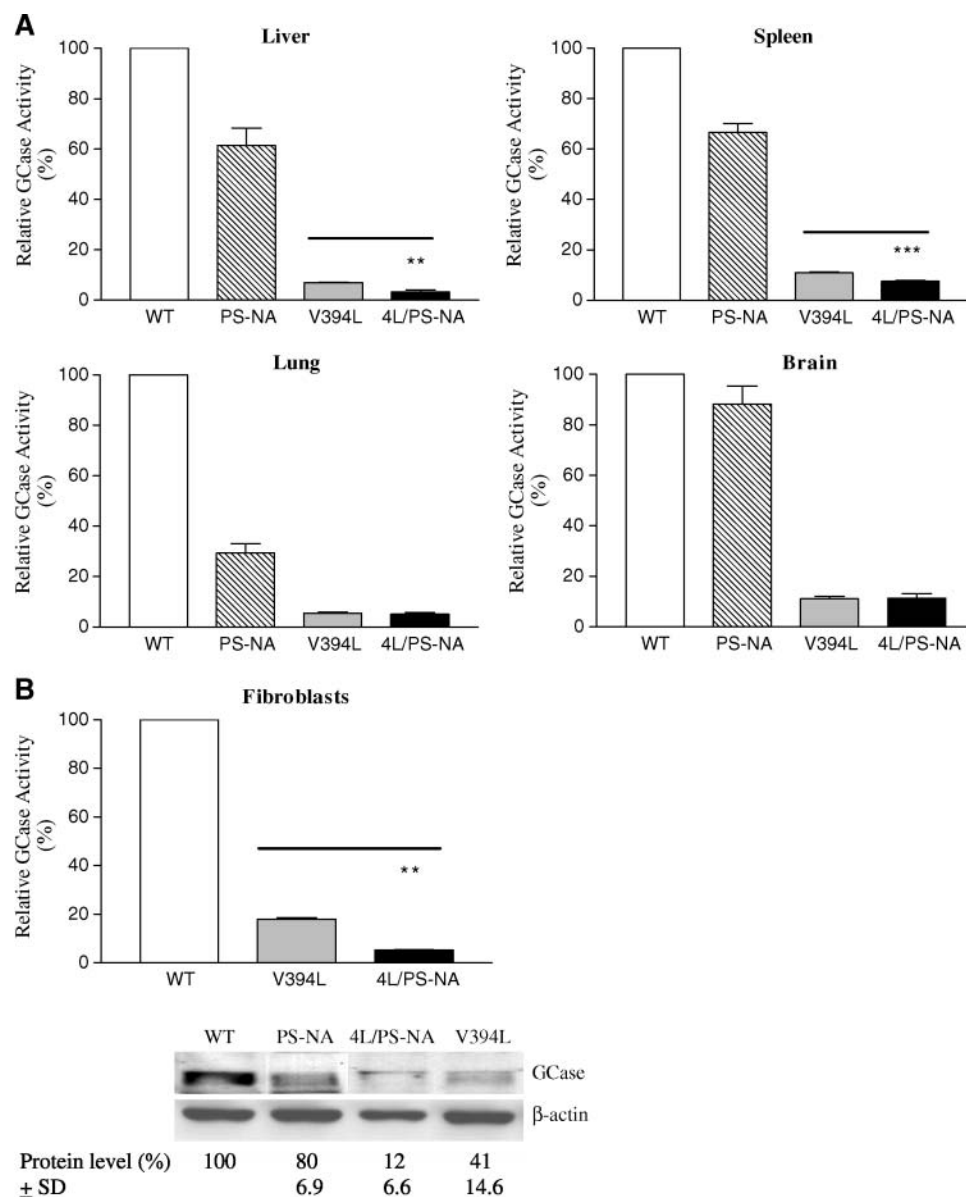 A
Liver
Relative GCase Activity
(%)
100
80
60
40
20
0
WT PS-NA V394L 4L/PS-NA
**
Spleen
Relative GCase Activity
(%)
100
80
60
40
20
0
WT PS-NA V394L 4L/PS-NA
***
Lung
Relative GCase Activity
(%)
100
80
60
40
20
0
WT PS-NA V394L 4L/PS-NA
Brain
Relative GCase Activity
(%)
100
80
60
40
20
0
WT PS-NA V394L 4L/PS-NA
B
Fibroblasts
Relative GCase Activity
(%)
100
80
60
40
20
0
**
WT V394L 4L/PS-NA
WT PS-NA 4L/PS-NA V394L
GCase
β-actin
Protein level (%) 100 80 12 41
± SD 6.9 6.6 14.6